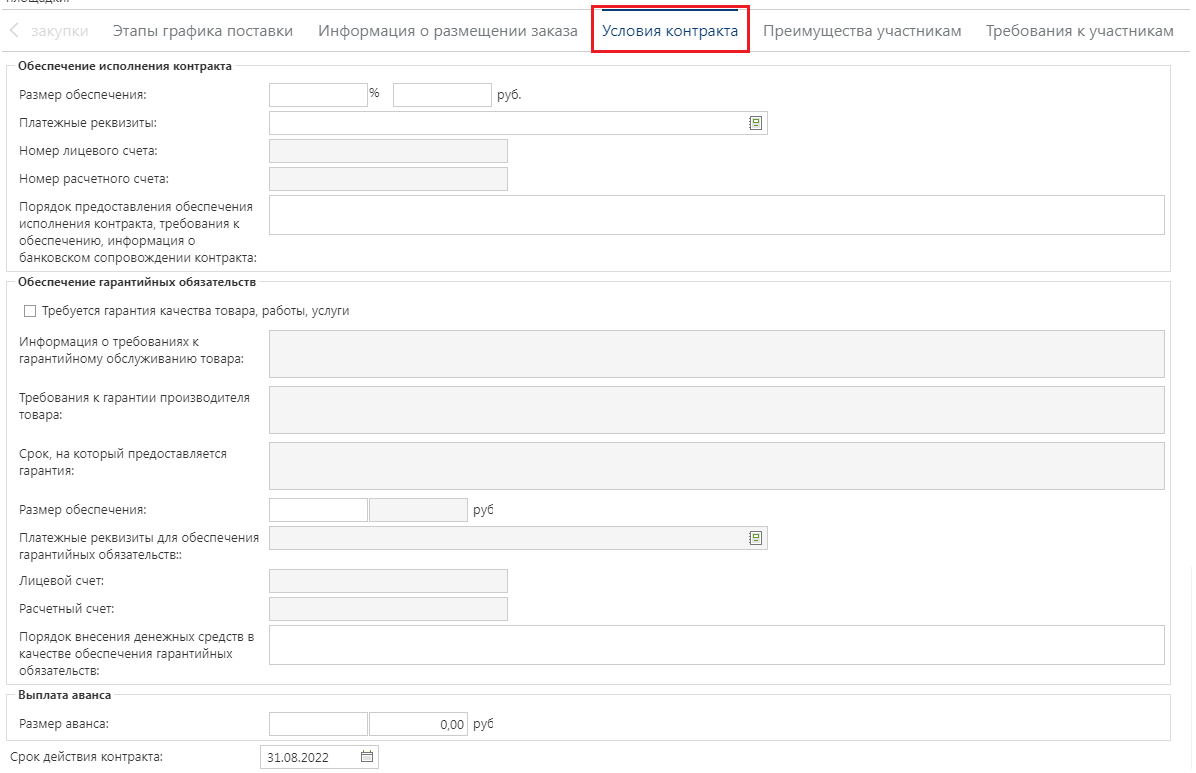 площадки:
закупки Этапы графика поставки Информация о размещении заказа Условия контракта Преимущества участникам Требования к участникам
Обеспечение исполнения контракта
Размер обеспечения: % руб.
Платежные реквизиты:
Номер лицевого счета:
Номер расчетного счета:
Порядок предоставления обеспечения
исполнения контракта, требования к
обеспечению, информация о
банковском сопровождении контракта:
Обеспечение гарантийных обязательств
Требуется гарантия качества товара, работы, услуги
Информация о требованиях к
гарантийному обслуживанию товара:
Требования к гарантии производителя
товара:
Срок, на который предоставляется
гарантия:
Размер обеспечения: руб
Платежные реквизиты для обеспечения
гарантийных обязательств::
Лицевой счет:
Расчетный счет:
Порядок внесения денежных средств в
качестве обеспечения гарантийных
обязательств:
Выплата аванса
Размер аванса: 0,00 руб
Срок действия контракта: 31.08.2022